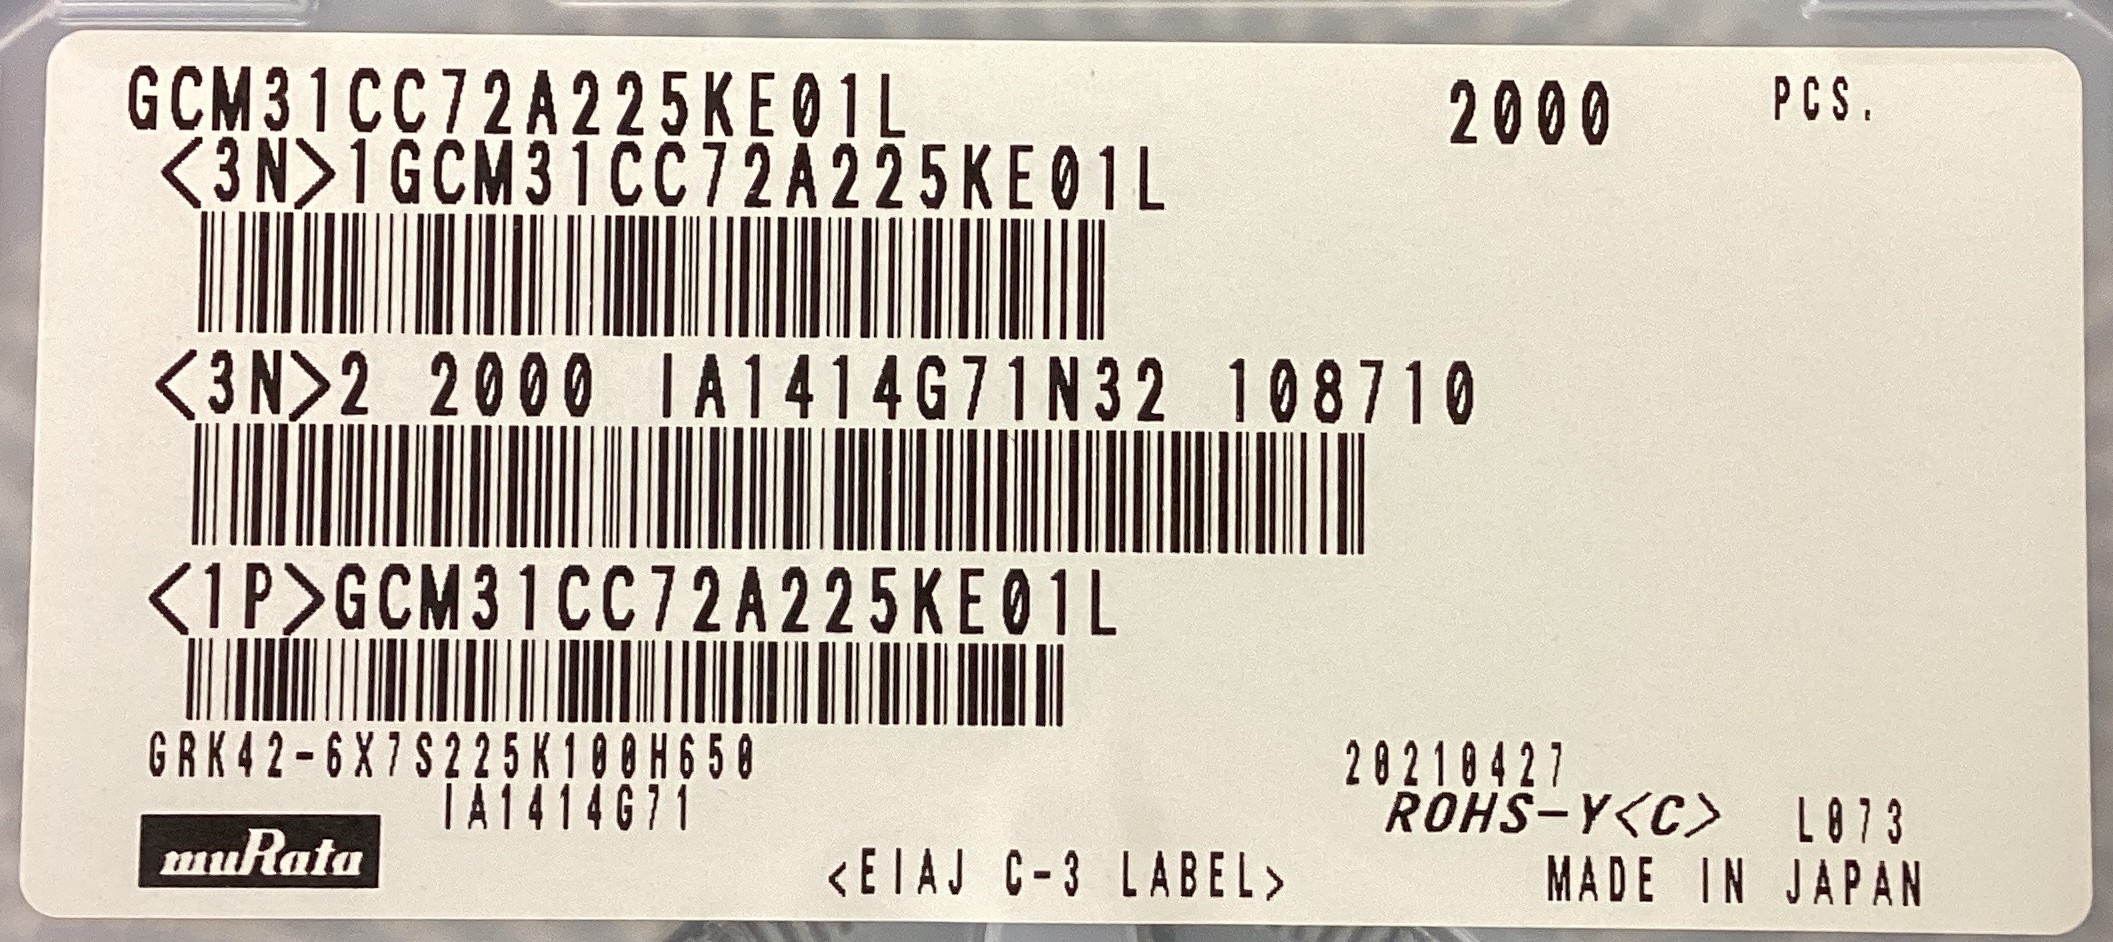 GCM31CC72A225KE01L 2000 PCS.
<3N>1GCM31CC72A225KE01L
<3N>2 2000 IA1414G71N32 108710
<1P>GCM31CC72A225KE01L
GRK42-6X7S225K100H650 20210427
IA1414G71 ROHS-Y<C> L073
muRata <EIAJ C-3 LABEL> MADE IN JAPAN